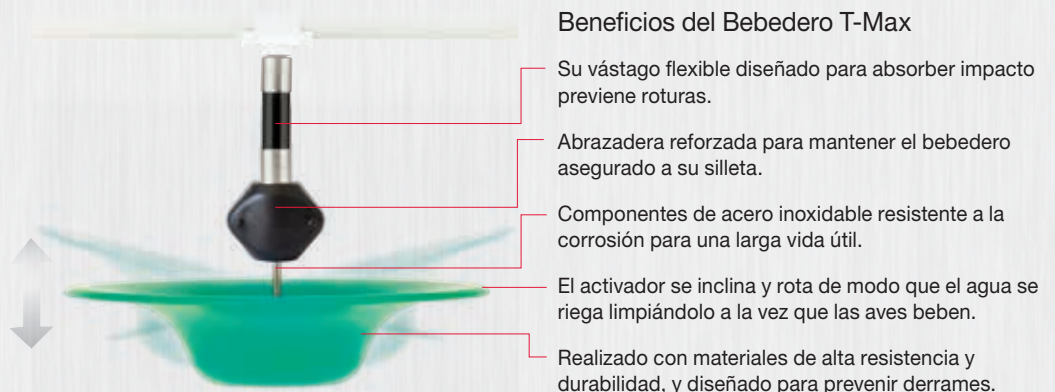 Beneficios del Bebedero T-Max
Su vástago flexible diseñado para absorber impacto
previene roturas.
Abrazadera reforzada para mantener el bebedero
asegurado a su silleta.
Componentes de acero inoxidable resistente a la
corrosión para una larga vida útil.
El activador se inclina y rota de modo que el agua se
riega limpiándolo a la vez que las aves beben.
Realizado con materiales de alta resistencia y
durabilidad, y diseñado para prevenir derrames.